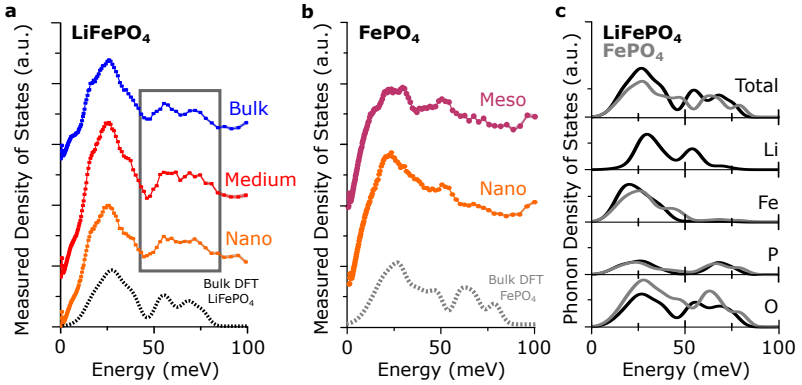 a
LiFePO4
Measured Density of States (a.u.)
Bulk
Medium
Nano
Bulk DFT
LiFePO4
0
50
100
Energy (meV)
b
FePO4
Measured Density of States (a.u.)
Meso
Nano
Bulk DFT
FePO4
0
25
50
75
100
Energy (meV)
c
LiFePO4
FePO4
Phonon Density of States (a.u.)
Total
Li
Fe
P
O
0
50
100
Energy (meV)